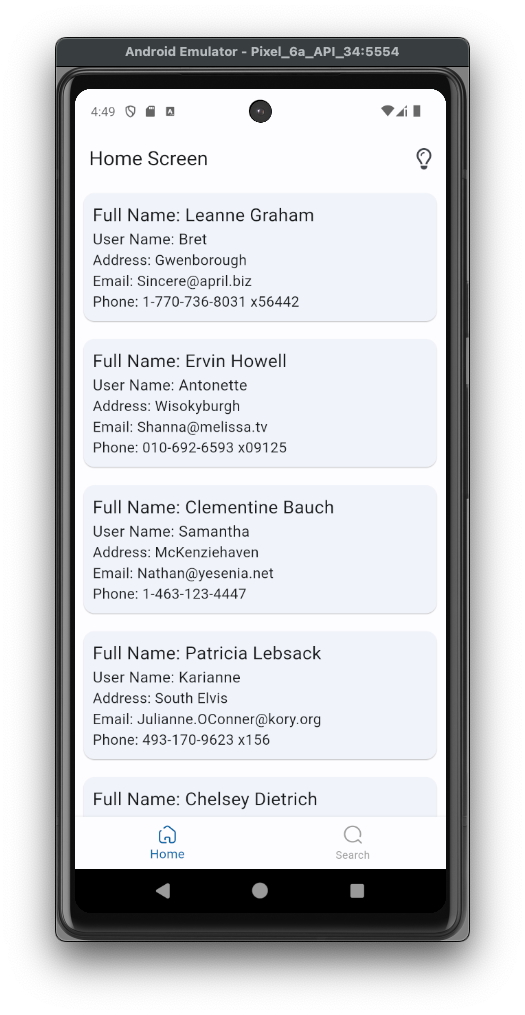 Android Emulator - Pixel_6a_API_34:5554
4:49
Home Screen
Full Name: Leanne Graham
User Name: Bret
Address: Gwenborough
Email: Sincere@april.biz
Phone: 1-770-736-8031 x56442
Full Name: Ervin Howell
User Name: Antonette
Address: Wisokyburgh
Email: Shanna@melissa.tv
Phone: 010-692-6593 x09125
Full Name: Clementine Bauch
User Name: Samantha
Address: McKenziehaven
Email: Nathan@yesenia.net
Phone: 1-463-123-4447
Full Name: Patricia Lebsack
User Name: Karianne
Address: South Elvis
Email: Julianne.OConner@kory.org
Phone: 493-170-9623 x156
Full Name: Chelsey Dietrich
Home
Search